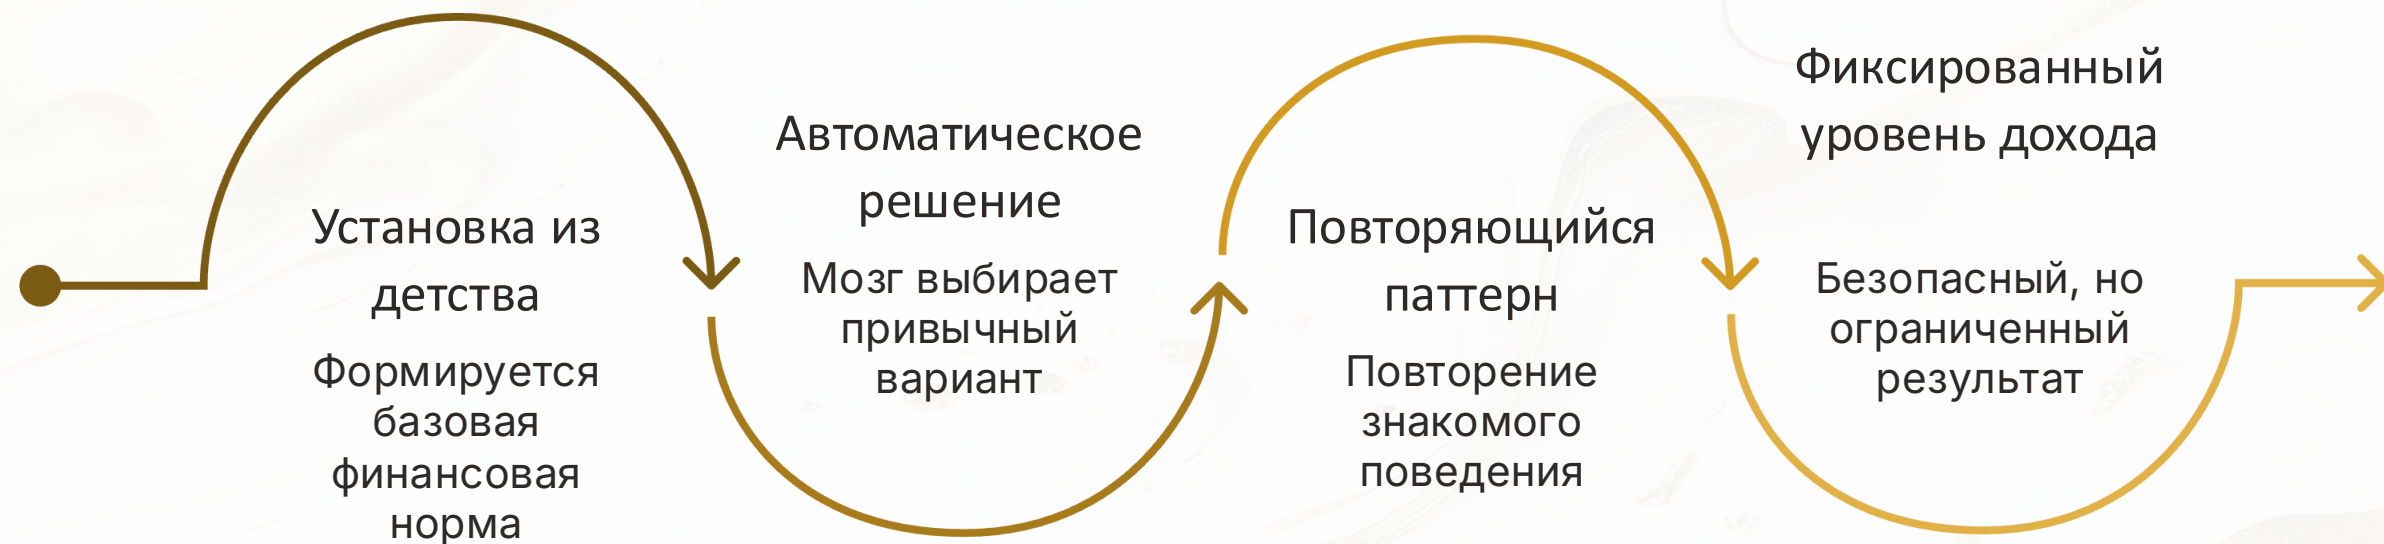 Установка из
детства
Формируется
базовая
финансовая
норма
Автоматическое
решение
Мозг выбирает
привычный
вариант
Повторяющийся
паттерн
Повторение
знакомого
поведения
Фиксированный
уровень дохода
Безопасный, но
ограниченный
результат